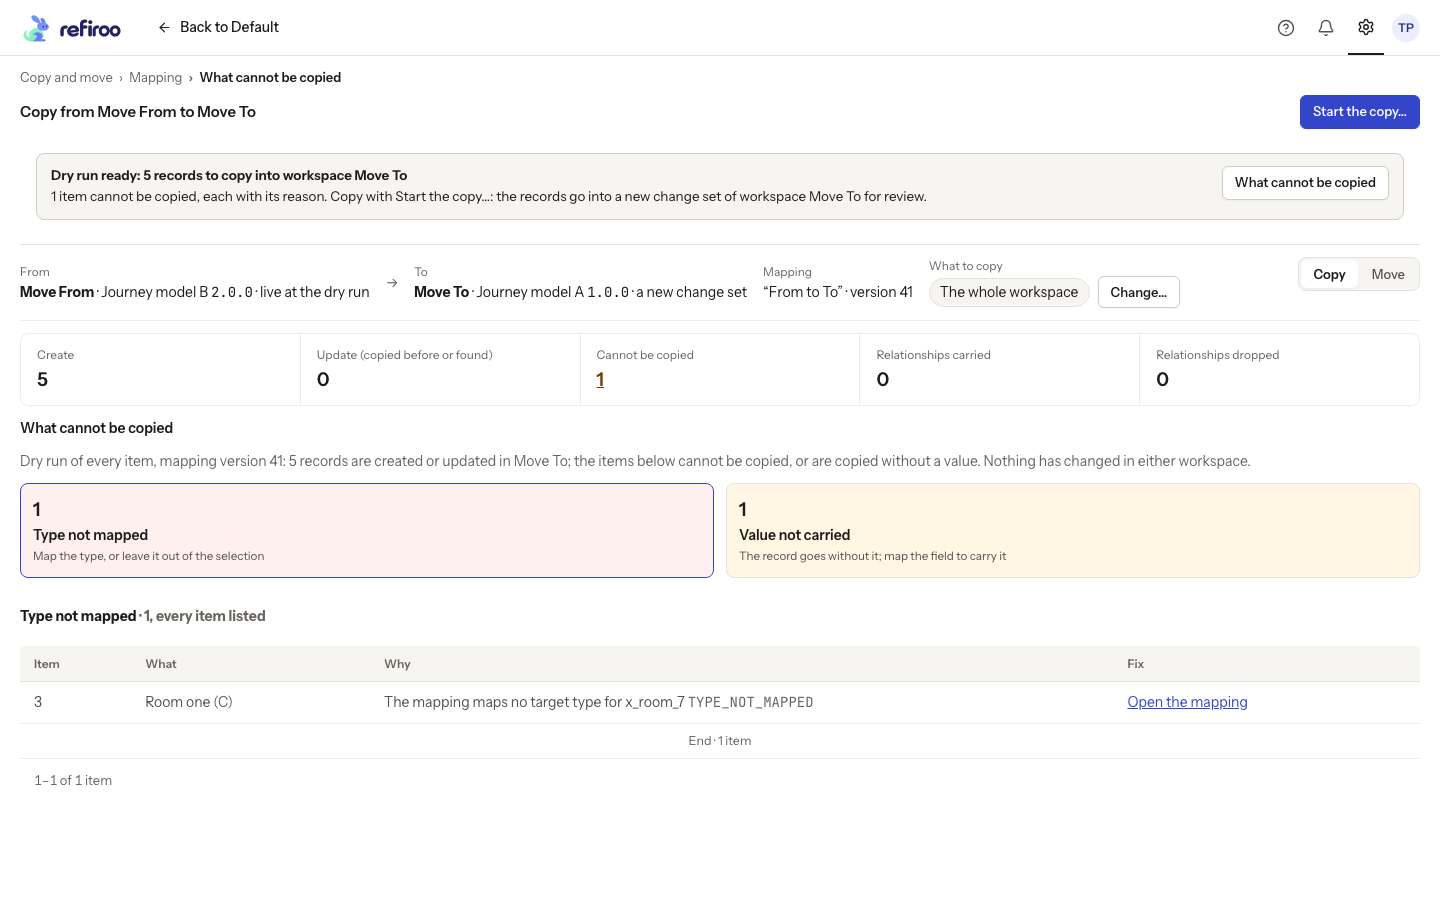 refiroo
← Back to Default
TP
Copy and move › Mapping › What cannot be copied
Copy from Move From to Move To
Start the copy...
Dry run ready: 5 records to copy into workspace Move To
1 item cannot be copied, each with its reason. Copy with Start the copy...: the records go into a new change set of workspace Move To for review.
What cannot be copied
From
Move From · Journey model B 2.0.0 · live at the dry run
→
To
Move To · Journey model A 1.0.0 · a new change set
Mapping
“From to To” · version 41
What to copy
The whole workspace
Change...
Copy
Move
Create
5
Update (copied before or found)
0
Cannot be copied
1
Relationships carried
0
Relationships dropped
0
What cannot be copied
Dry run of every item, mapping version 41: 5 records are created or updated in Move To; the items below cannot be copied, or are copied without a value. Nothing has changed in either workspace.
1
Type not mapped
Map the type, or leave it out of the selection
1
Value not carried
The record goes without it; map the field to carry it
Type not mapped · 1, every item listed
Item What Why Fix
3 Room one (C) The mapping maps no target type for x_room_7 TYPE_NOT_MAPPED Open the mapping
End · 1 item
1–1 of 1 item